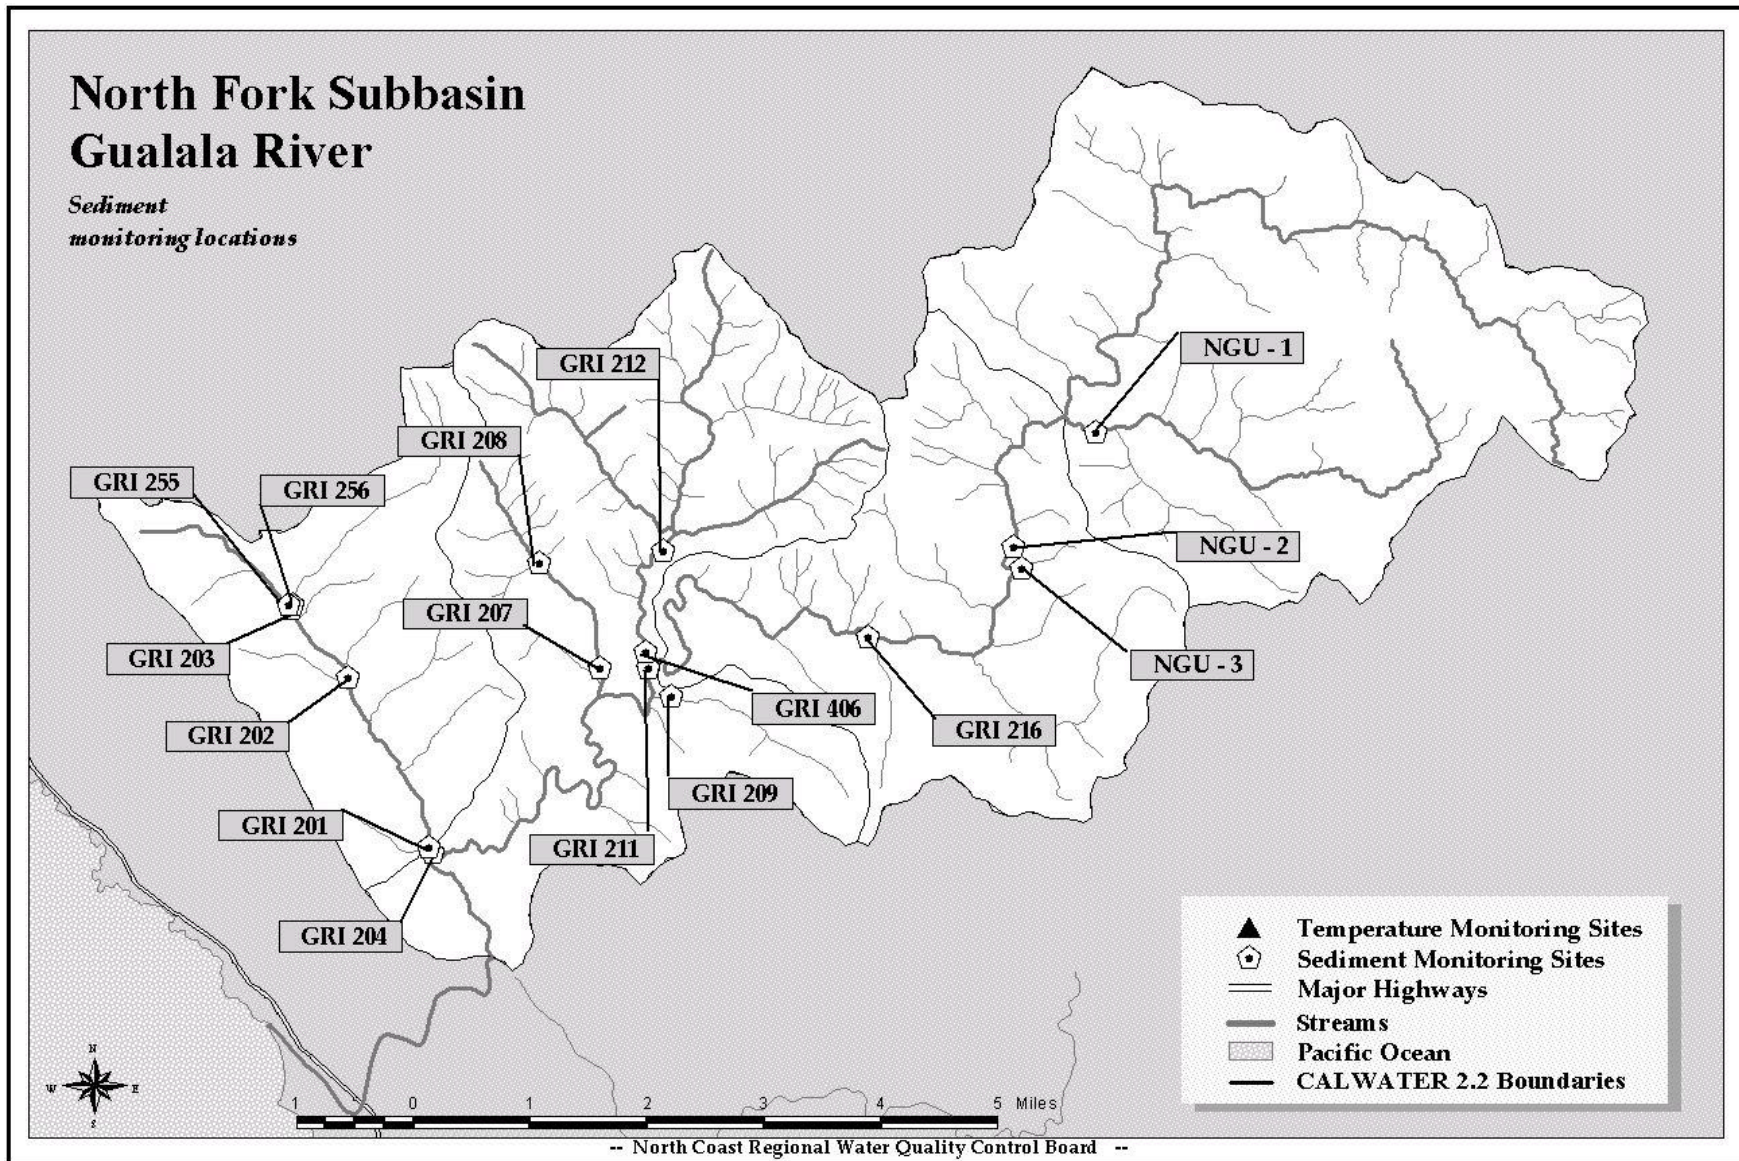 North Fork Subbasin
Gualala River
Sediment
monitoring locations
NGU - 1
GRI 212
GRI 208
GRI 255
GRI 256
NGU - 2
GRI 207
GRI 203
NGU - 3
GRI 406
GRI 202
GRI 216
GRI 209
GRI 201
GRI 211
GRI 204
Temperature Monitoring Sites
Sediment Monitoring Sites
Major Highways
Streams
Pacific Ocean
CALWATER 2.2 Boundaries
N
W E
S
1 0 1 2 3 4 5 Miles
-- North Coast Regional Water Quality Control Board --